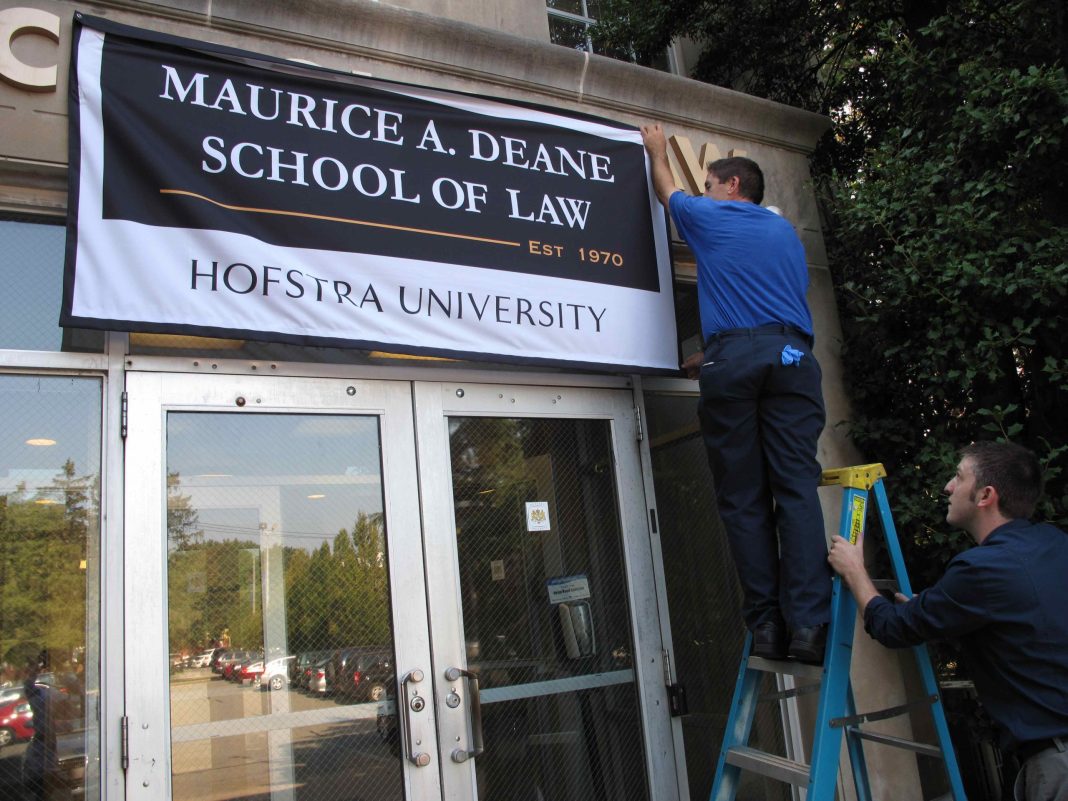 MAURICE A. DEANE
SCHOOL OF LAW
EST 1970
HOFSTRA UNIVERSITY